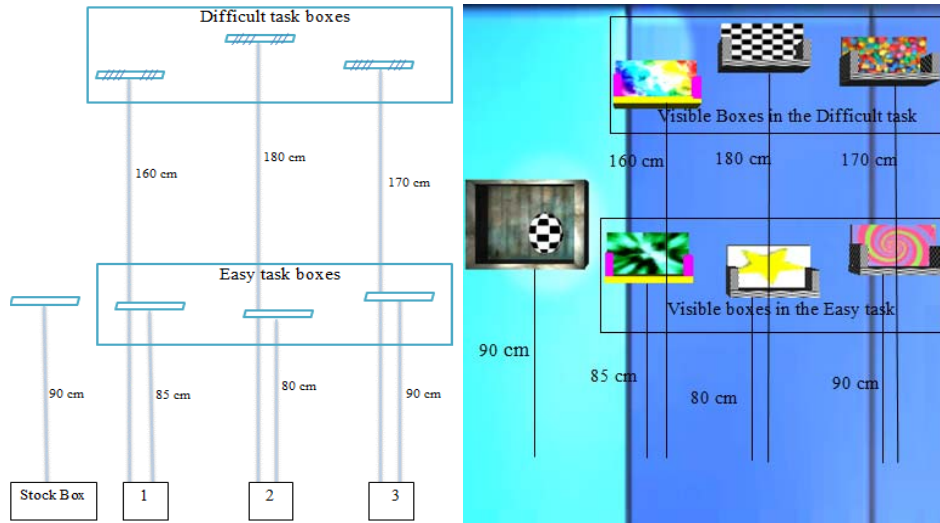 Difficult task boxes
160 cm
180 cm
170 cm
Easy task boxes
90 cm
85 cm
80 cm
90 cm
Stock Box
1
2
3
Visible Boxes in the Difficult task
160 cm
180 cm
170 cm
Visible boxes in the Easy task
90 cm
85 cm
80 cm
90 cm